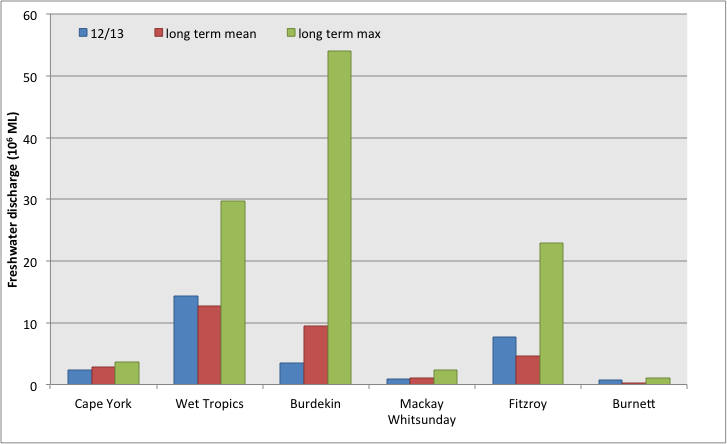 60
50
40
30
20
10
0
Freshwater discharge (10⁶ ML)
12/13 long term mean long term max
Cape York Wet Tropics Burdekin Mackay Whitsunday Fitzroy Burnett